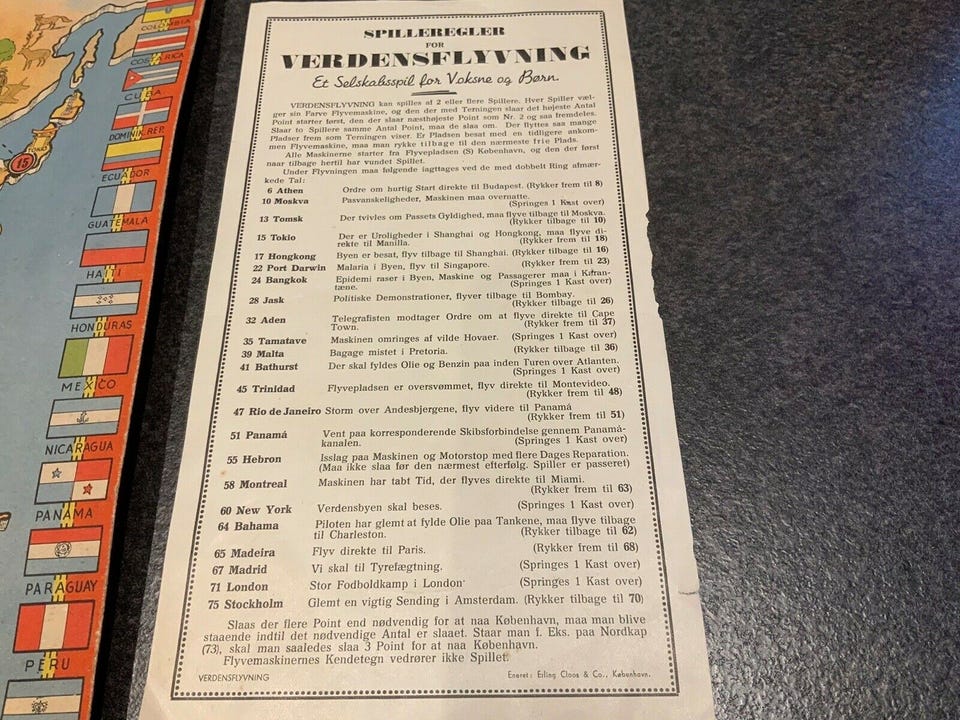 COLOMBIA
COSTA RICA
CUBA
DOMINIK. REP.
ECUADOR
GUATEMALA
HAITI
HONDURAS
MEXICO
NICARAGUA
PANAMA
PARAGUAY
PERU
TOKIO
15
SPILLEREGLER
FOR
VERDENSFLYVNING
Et Selskabsspil for Voksne og Børn.
VERDENSFLYVNING kan spilles af 2 eller flere Spillere. Hver Spiller væl-
ger sin Farve Flyvemaskine, og den der med Terningen slaar det højeste Antal
Point starter først, den der slaar næsthøjeste Point som Nr. 2 og saa fremdeles.
Slaar to Spillere samme Antal Point, maa de slaa om. Der flyttes saa mange
Pladser frem som Terningen viser. Er Pladsen besat med en tidligere ankom-
men Flyvemaskine, maa man rykke tilbage til den nærmeste frie Plads.
Alle Maskinerne starter fra Flyvepladsen (S) København, og den der først
naar tilbage hertil har vundet Spillet.
Under Flyvningen maa følgende iagttages ved de med dobbelt Ring afmær-
kede Tal:
6 Athen Ordre om hurtig Start direkte til Budapest. (Rykker frem til 8)
10 Moskva Pasvanskeligheder, Maskinen maa overnatte.
(Springes 1 Kast over)
13 Tomsk Der tvivles om Passets Gyldighed, maa flyve tilbage til Moskva.
(Rykker tilbage til 10)
15 Tokio Der er Uroligheder i Shanghai og Hongkong, maa flyve di-
rekte til Manilla. (Rykker frem til 18)
17 Hongkong Byen er besat, flyv tilbage til Shanghai. (Rykker tilbage til 16)
22 Port Darwin Malaria i Byen, flyv til Singapore. (Rykker frem til 23)
24 Bangkok Epidemi raser i Byen, Maskine og Passagerer maa i Karan-
tæne. (Springes 1 Kast over)
28 Jask Politiske Demonstrationer, flyver tilbage til Bombay.
(Rykker tilbage til 26)
32 Aden Telegrafisten modtager Ordre om at flyve direkte til Cape
Town. (Rykker frem til 37)
35 Tamatave Maskinen omringes af vilde Hovaer. (Springes 1 Kast over)
39 Malta Bagage mistet i Pretoria. (Rykker tilbage til 36)
41 Bathurst Der skal fyldes Olie og Benzin paa inden Turen over Atlanten.
(Springes 1 Kast over)
45 Trinidad Flyvepladsen er oversvømmet, flyv direkte til Montevideo.
(Rykker frem til 48)
47 Rio de Janeiro Storm over Andesbjergene, flyv videre til Panamá
(Rykker frem til 51)
51 Panamá Vent paa korresponderende Skibsforbindelse gennem Panamá-
kanalen. (Springes 1 Kast over)
55 Hebron Isslag paa Maskinen og Motorstop med flere Dages Reparation.
(Maa ikke slaa før den nærmest efterfølg. Spiller er passeret)
58 Montreal Maskinen har tabt Tid, der flyves direkte til Miami.
(Rykker frem til 63)
60 New York Verdensbyen skal beses. (Springes 1 Kast over)
64 Bahama Piloten har glemt at fylde Olie paa Tankene, maa flyve tilbage
til Charleston. (Rykker tilbage til 62)
65 Madeira Flyv direkte til Paris. (Rykker frem til 68)
67 Madrid Vi skal til Tyrefægtning. (Springes 1 Kast over)
71 London Stor Fodboldkamp i London (Springes 1 Kast over)
75 Stockholm Glemt en vigtig Sending i Amsterdam. (Rykker tilbage til 70)
Slaas der flere Point end nødvendig for at naa København, maa man blive
staaende indtil det nødvendige Antal er slaaet. Staar man f. Eks. paa Nordkap
(73), skal man saaledes slaa 3 Point for at naa København.
Flyvemaskinernes Kendetegn vedrører ikke Spillet.
VERDENSFLYVNING Eneret: Erling Cloos & Co., København.